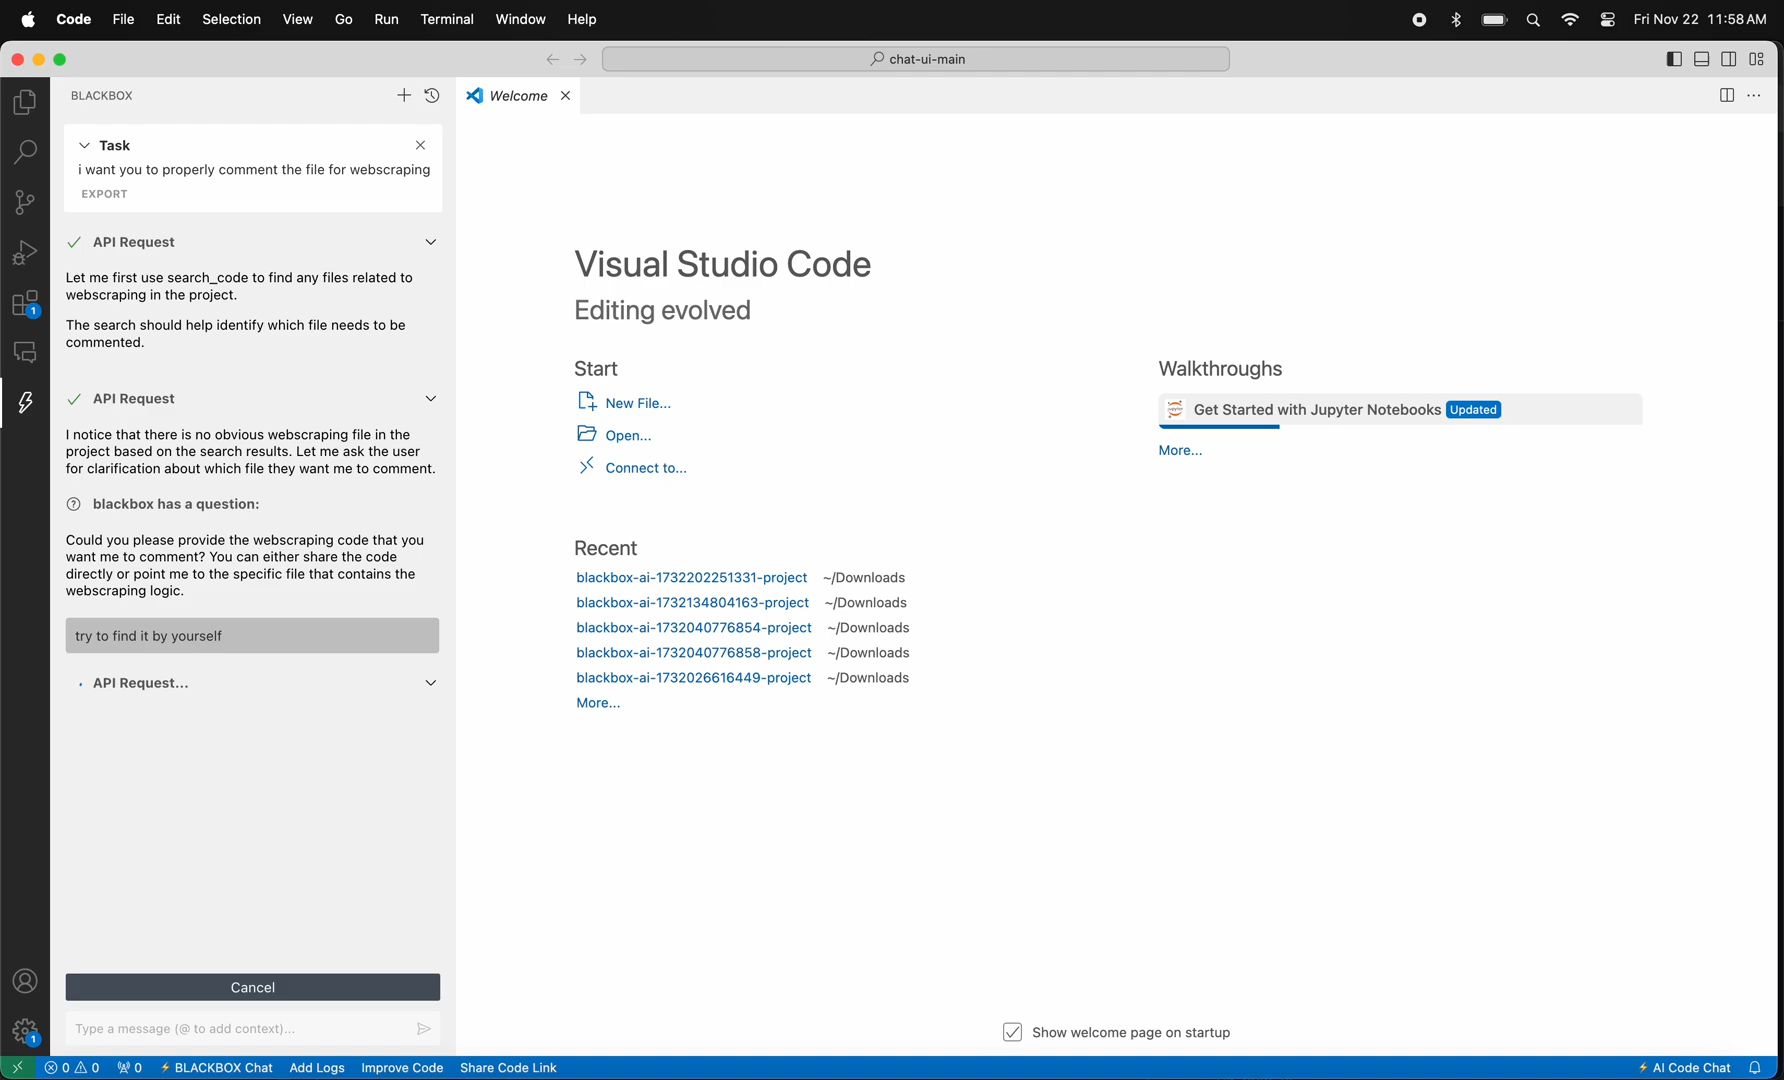 Code File Edit Selection View Go Run Terminal Window Help
Fri Nov 22 11:58 AM
chat-ui-main
BLACKBOX
Welcome
Task
i want you to properly comment the file for webscraping
EXPORT
API Request
Let me first use search_code to find any files related to
webscraping in the project.
The search should help identify which file needs to be
commented.
API Request
I notice that there is no obvious webscraping file in the
project based on the search results. Let me ask the user
for clarification about which file they want me to comment.
blackbox has a question:
Could you please provide the webscraping code that you
want me to comment? You can either share the code
directly or point me to the specific file that contains the
webscraping logic.
try to find it by yourself
API Request...
Cancel
Type a message (@ to add context)...
1
1
Visual Studio Code
Editing evolved
Start
New File...
Open...
Connect to...
Recent
blackbox-ai-1732202251331-project ~/Downloads
blackbox-ai-1732134804163-project ~/Downloads
blackbox-ai-1732040776854-project ~/Downloads
blackbox-ai-1732040776858-project ~/Downloads
blackbox-ai-1732026616449-project ~/Downloads
More...
Walkthroughs
Get Started with Jupyter Notebooks Updated
More...
Show welcome page on startup
0 0 0 BLACKBOX Chat Add Logs Improve Code Share Code Link
AI Code Chat